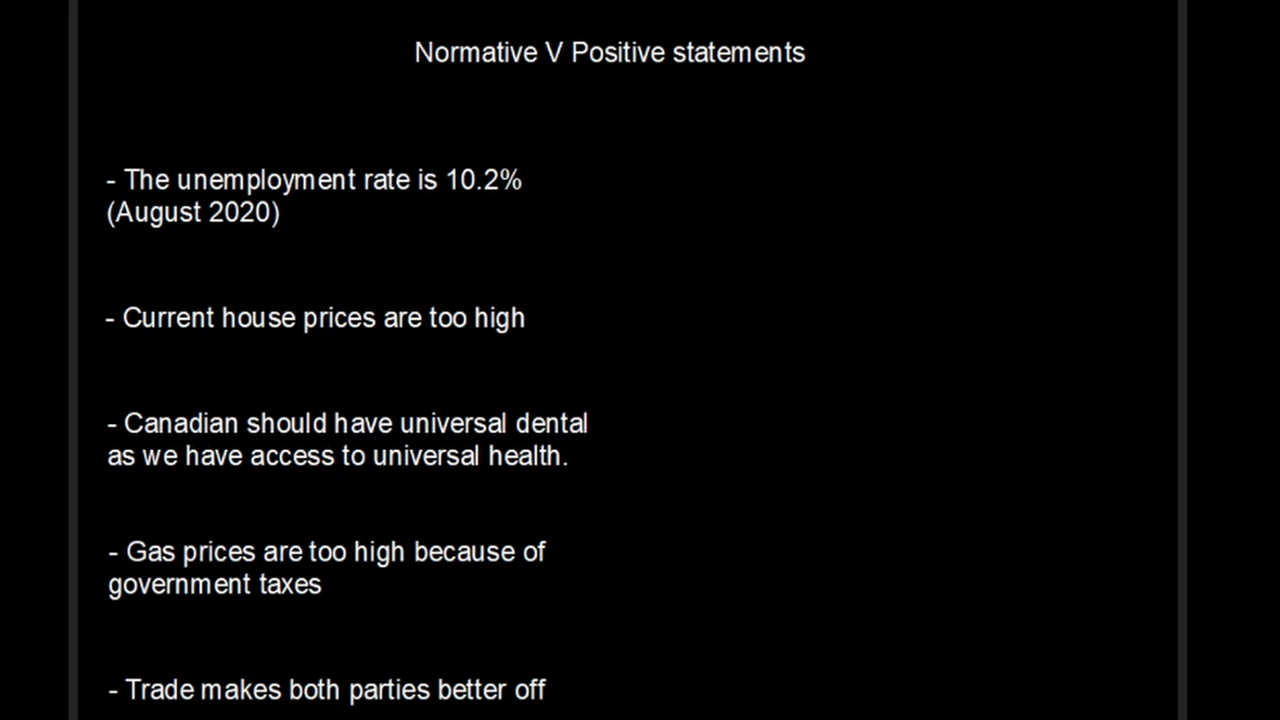 Normative V Positive statements
- The unemployment rate is 10.2%
(August 2020)
- Current house prices are too high
- Canadian should have universal dental
as we have access to universal health.
- Gas prices are too high because of
government taxes
- Trade makes both parties better off